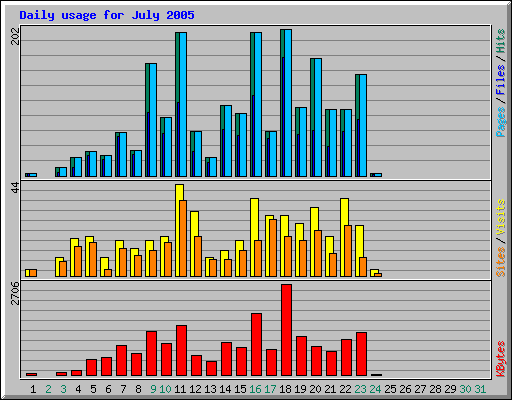 Daily usage for July 2005
202
Pages / Files / Hits
44
Sites / Visits
2706
KBytes
1 2 3 4 5 6 7 8 9 10 11 12 13 14 15 16 17 18 19 20 21 22 23 24 25 26 27 28 29 30 31